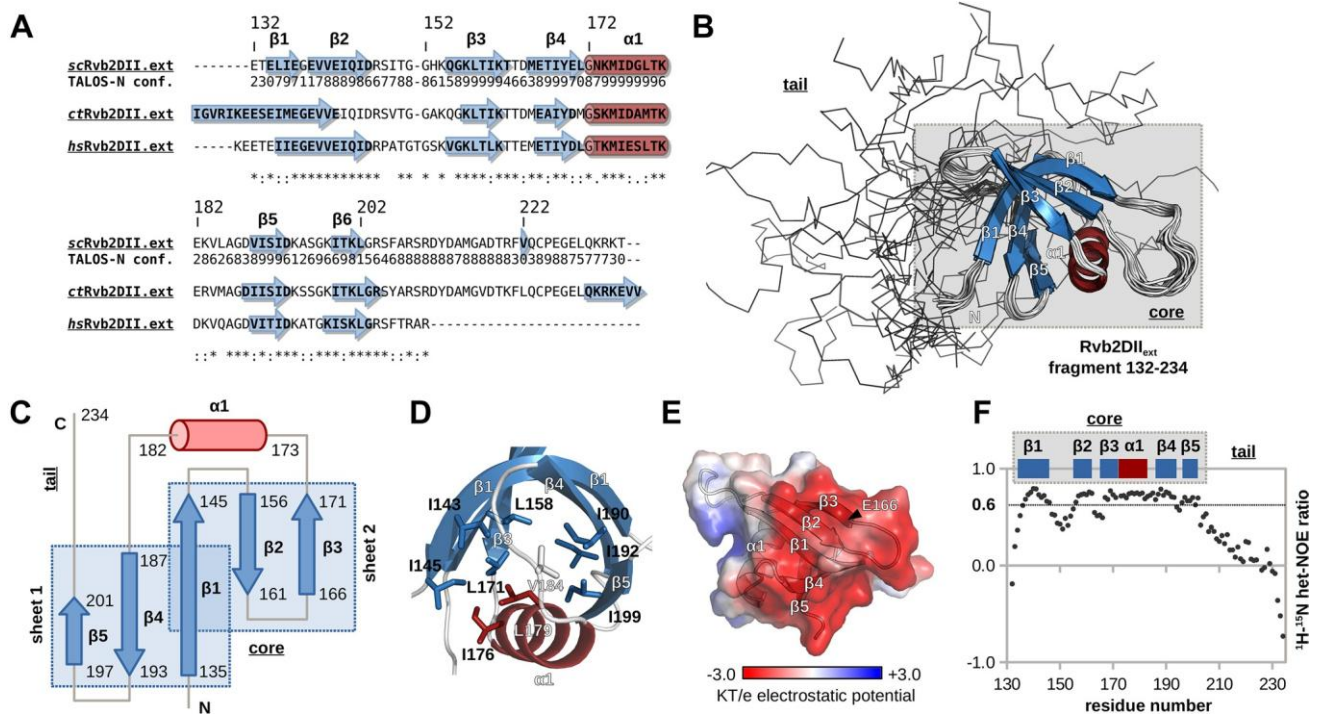 A
132 152 172
β1 β2 β3 β4 α1
scRvb2DII.ext -------ETELIEGEVVEIQIDRSITG-GHKQGKLTIKTTDMETIYELGNKMIDGLTK
TALOS-N conf. 23079711788898667788-861589999946638999970879999996
ctRvb2DII.ext IGVRIKEESEIMEGEVVEIQIDRSVTG-GAKQGKLTIKTTDMEAIYDMGSKMIDAMTK
hsRvb2DII.ext -----KEETEIIEGEVVEIQIDRPATGTGSKVGKLTLKTTEMETIYDLGTKMIESLTK
*:*::*********** ** * * ****:***:**:**:*.***:.:**
182 202 222
β5 β6
scRvb2DII.ext EKVLAGDVISIDKASGKITKLGRSFARSRDYDAMGADTRFVQCPEGELQKRKT--
TALOS-N conf. 28626838999612696698156468888888878888830389887577730--
ctRvb2DII.ext ERVMAGDIISIDKSSGKITKLGRSYARSRDYDAMGVDTKFLQCPEGELQKRKEVV
hsRvb2DII.ext DKVQAGDVITIDKATGKISKLGRSFTRAR--------------------------
::* ***:*:***::***:*****::*:*
B
tail
β1
β2
β3
β1
β4
α1
β5
N
core
Rvb2DIIext
fragment 132-234
C
C 234
α1
tail
182 173
145 156 171
sheet 1
187
β1
β2
β3
sheet 2
201
β4
161 166
β5
core
197 193 135
N
D
β1
β4
β1
I143
L158
I190
β3
I192
I145
V184
β5
L171
I199
L179
I176
α1
E
β3
E166
β2
α1
β1
β4
β5
-3.0 +3.0
KT/e electrostatic potential
F
core
β1 β2 β3 α1 β4 β5 tail
1.0
0.6
0.0
-1.0
130 150 170 190 210 230
residue number
1H-15N het-NOE ratio